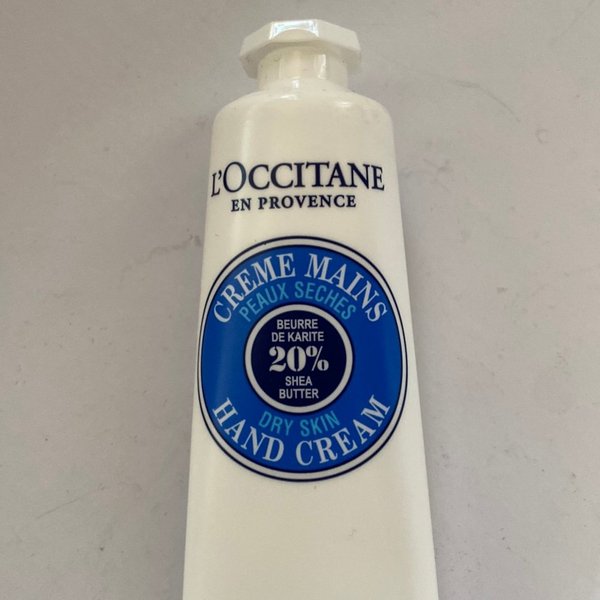 L'OCCITANE
EN PROVENCE
CREME MAINS
PEAUX SECHES
BEURRE
DE KARITE
20%
SHEA
BUTTER
DRY SKIN
HAND CREAM